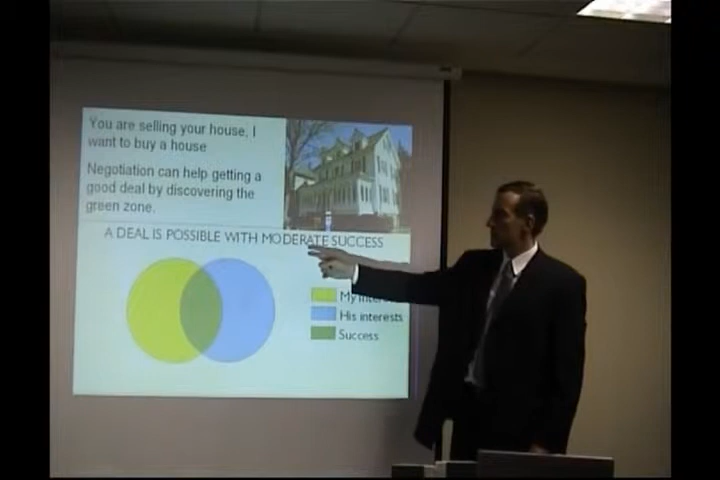 You are selling your house, I
want to buy a house
Negotiation can help getting a
good deal by discovering the
green zone.
A DEAL IS POSSIBLE WITH MODERATE SUCCESS
My
His interests
Success